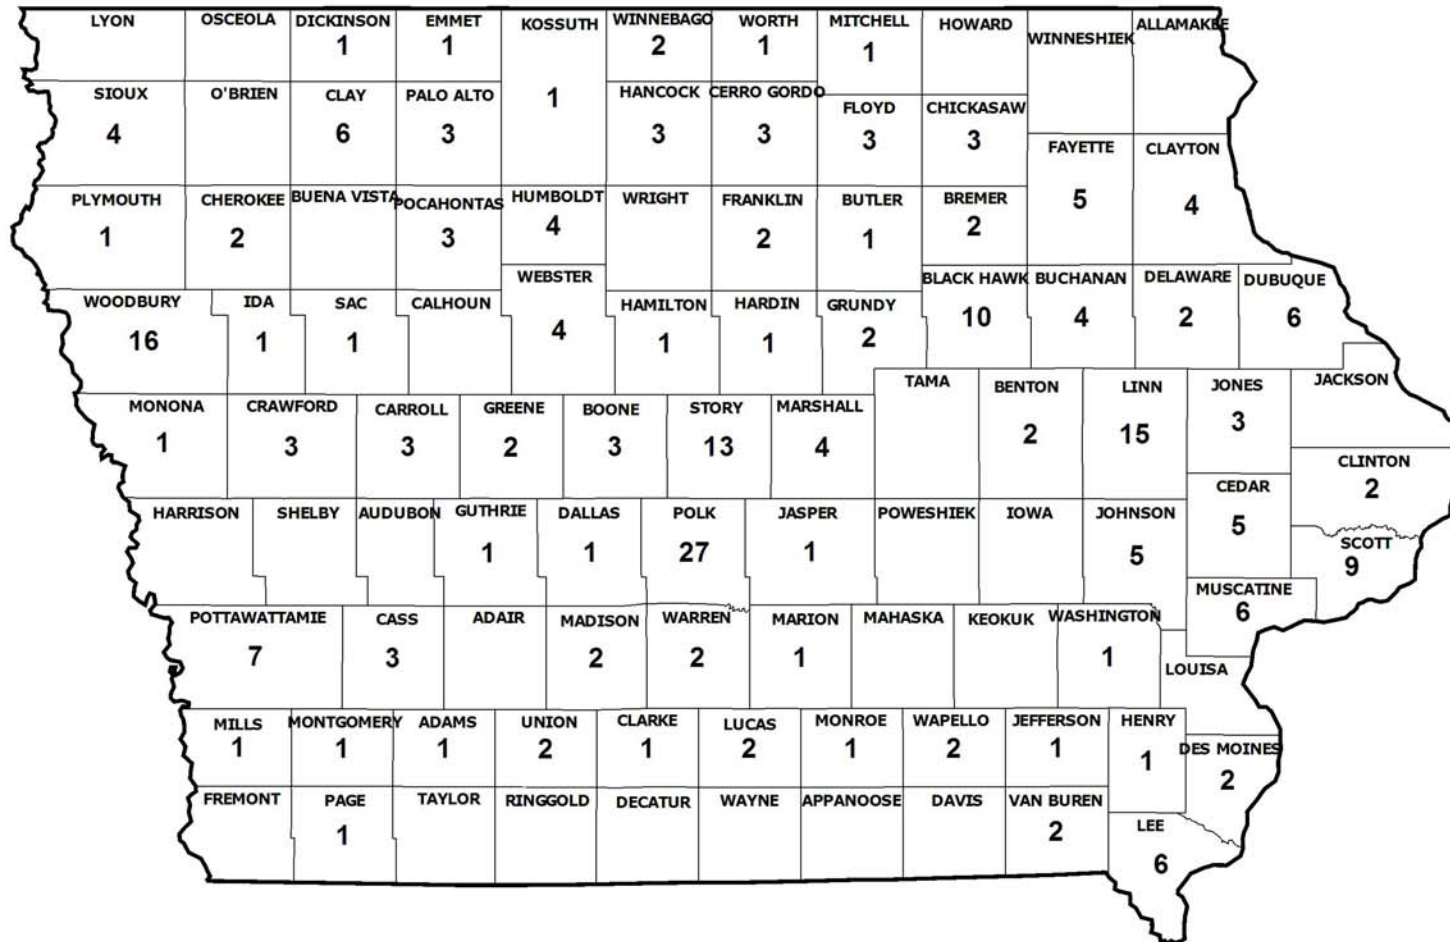 LYON OSCEOLA DICKINSON EMMET KOSSUTH WINNEBAGO WORTH MITCHELL HOWARD WINNESHIEK ALLAMAKEE
1 1 1 2 1 1
SIOUX O'BRIEN CLAY PALO ALTO HANCOCK CERRO GORDO FLOYD CHICKASAW FAYETTE CLAYTON
4 6 3 3 3 3 3 5 4
PLYMOUTH CHEROKEE BUENA VISTA POCAHONTAS HUMBOLDT WRIGHT FRANKLIN BUTLER BREMER
1 2 3 4 2 1 2
WOODBURY IDA SAC CALHOUN WEBSTER HAMILTON HARDIN GRUNDY BLACK HAWK BUCHANAN DELAWARE DUBUQUE
16 1 1 4 1 1 2 10 4 2 6
MONONA CRAWFORD CARROLL GREENE BOONE STORY MARSHALL TAMA BENTON LINN JONES JACKSON
1 3 3 2 3 13 4 2 15 3
CLINTON
2
HARRISON SHELBY AUDUBON GUTHRIE DALLAS POLK JASPER POWESHIEK IOWA JOHNSON CEDAR SCOTT
1 1 27 1 5 5 9
MUSCATINE
6
POTTAWATTAMIE CASS ADAIR MADISON WARREN MARION MAHASKA KEOKUK WASHINGTON LOUISA
7 3 2 2 1 1
MILLS MONTGOMERY ADAMS UNION CLARKE LUCAS MONROE WAPELLO JEFFERSON HENRY DES MOINES
1 1 1 2 1 2 1 2 1 1 2
FREMONT PAGE TAYLOR RINGGOLD DECATUR WAYNE APPANOOSE DAVIS VAN BUREN LEE
1 2 6